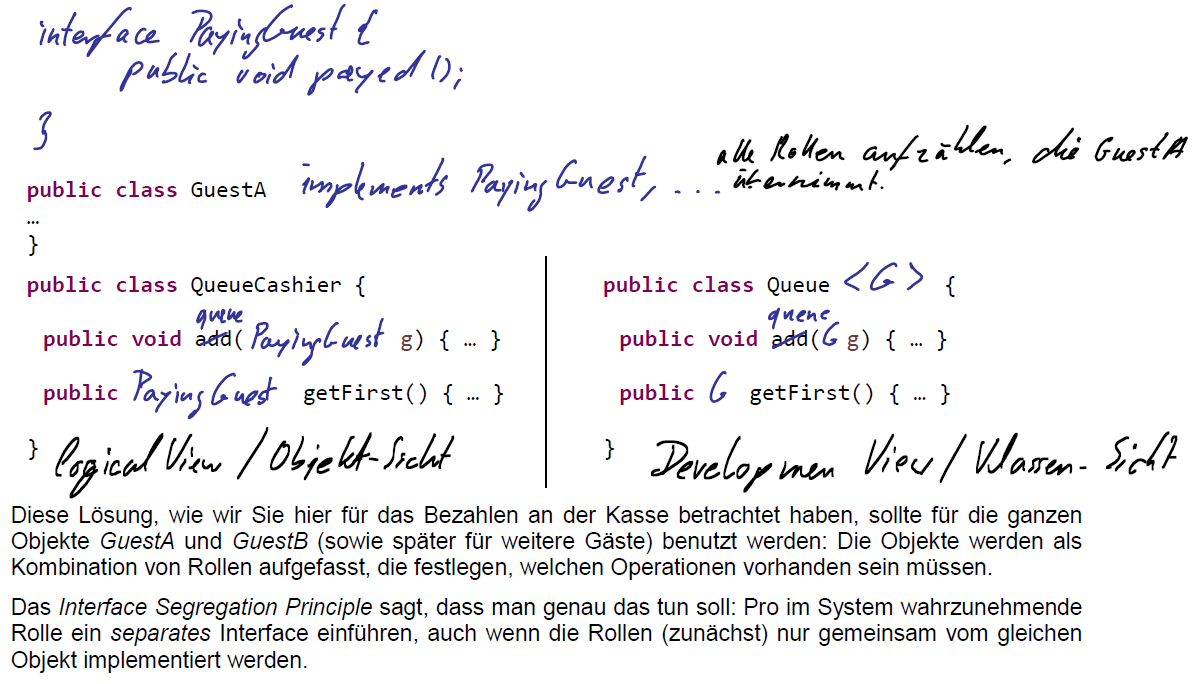 interface PayingGuest {
public void payed ();
}
alle Rollen aufzählen, die GuestA
übernimmt.
public class GuestA implements PayingGuest, ...
…
}
public class QueueCashier {
queue
public void add( PayingGuest g) { … }
public PayingGuest getFirst() { … }
}
Logical View / Objekt-Sicht
public class Queue <G> {
queue
public void add(G g) { … }
public G getFirst() { … }
}
Developmen View / Klassen-Sicht
Diese Lösung, wie wir Sie hier für das Bezahlen an der Kasse betrachtet haben, sollte für die ganzen
Objekte GuestA und GuestB (sowie später für weitere Gäste) benutzt werden: Die Objekte werden als
Kombination von Rollen aufgefasst, die festlegen, welchen Operationen vorhanden sein müssen.
Das Interface Segregation Principle sagt, dass man genau das tun soll: Pro im System wahrzunehmende
Rolle ein separates Interface einführen, auch wenn die Rollen (zunächst) nur gemeinsam vom gleichen
Objekt implementiert werden.